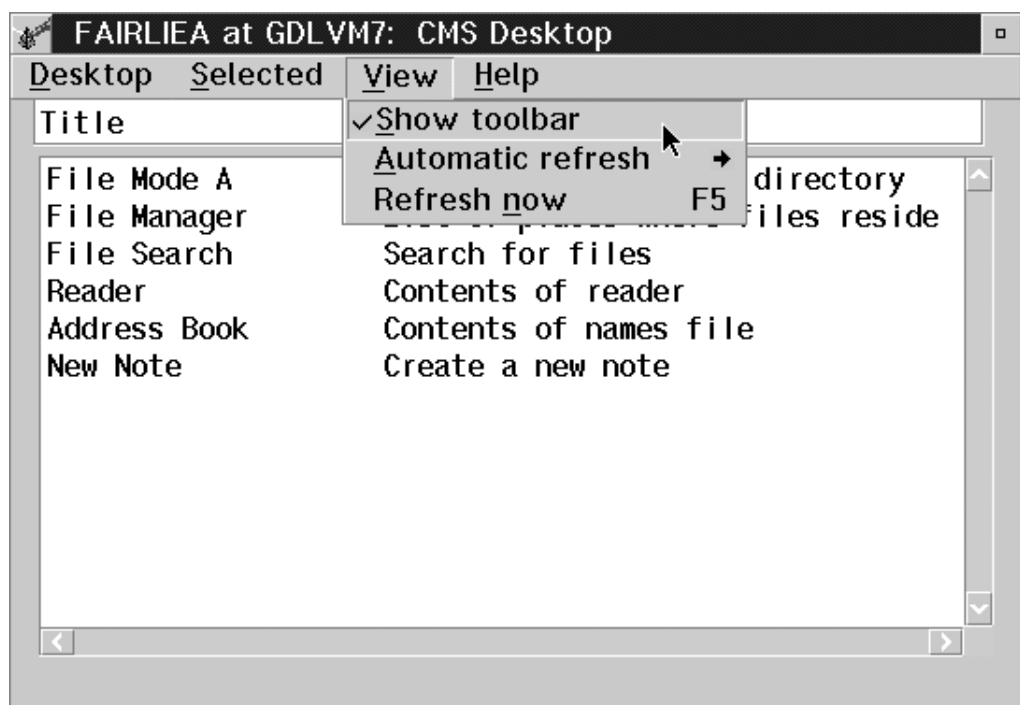 FAIRLIEA at GDLVM7: CMS Desktop
Desktop Selected View Help
Title
Show toolbar
Automatic refresh
Refresh now F5
File Mode A directory
File Manager files reside
File Search Search for files
Reader Contents of reader
Address Book Contents of names file
New Note Create a new note